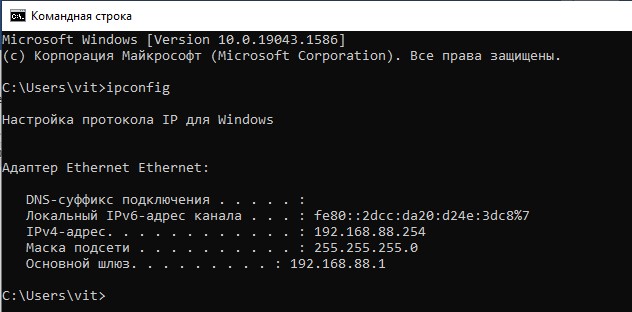 Командная строка
Microsoft Windows [Version 10.0.19043.1586]
(c) Корпорация Майкрософт (Microsoft Corporation). Все права защищены.
C:\Users\vit>ipconfig
Настройка протокола IP для Windows
Адаптер Ethernet Ethernet:
DNS-суффикс подключения . . . . . :
Локальный IPv6-адрес канала . . . : fe80::2dcc:da20:d24e:3dc8%7
IPv4-адрес. . . . . . . . . . . . : 192.168.88.254
Маска подсети . . . . . . . . . . : 255.255.255.0
Основной шлюз. . . . . . . . . : 192.168.88.1
C:\Users\vit>